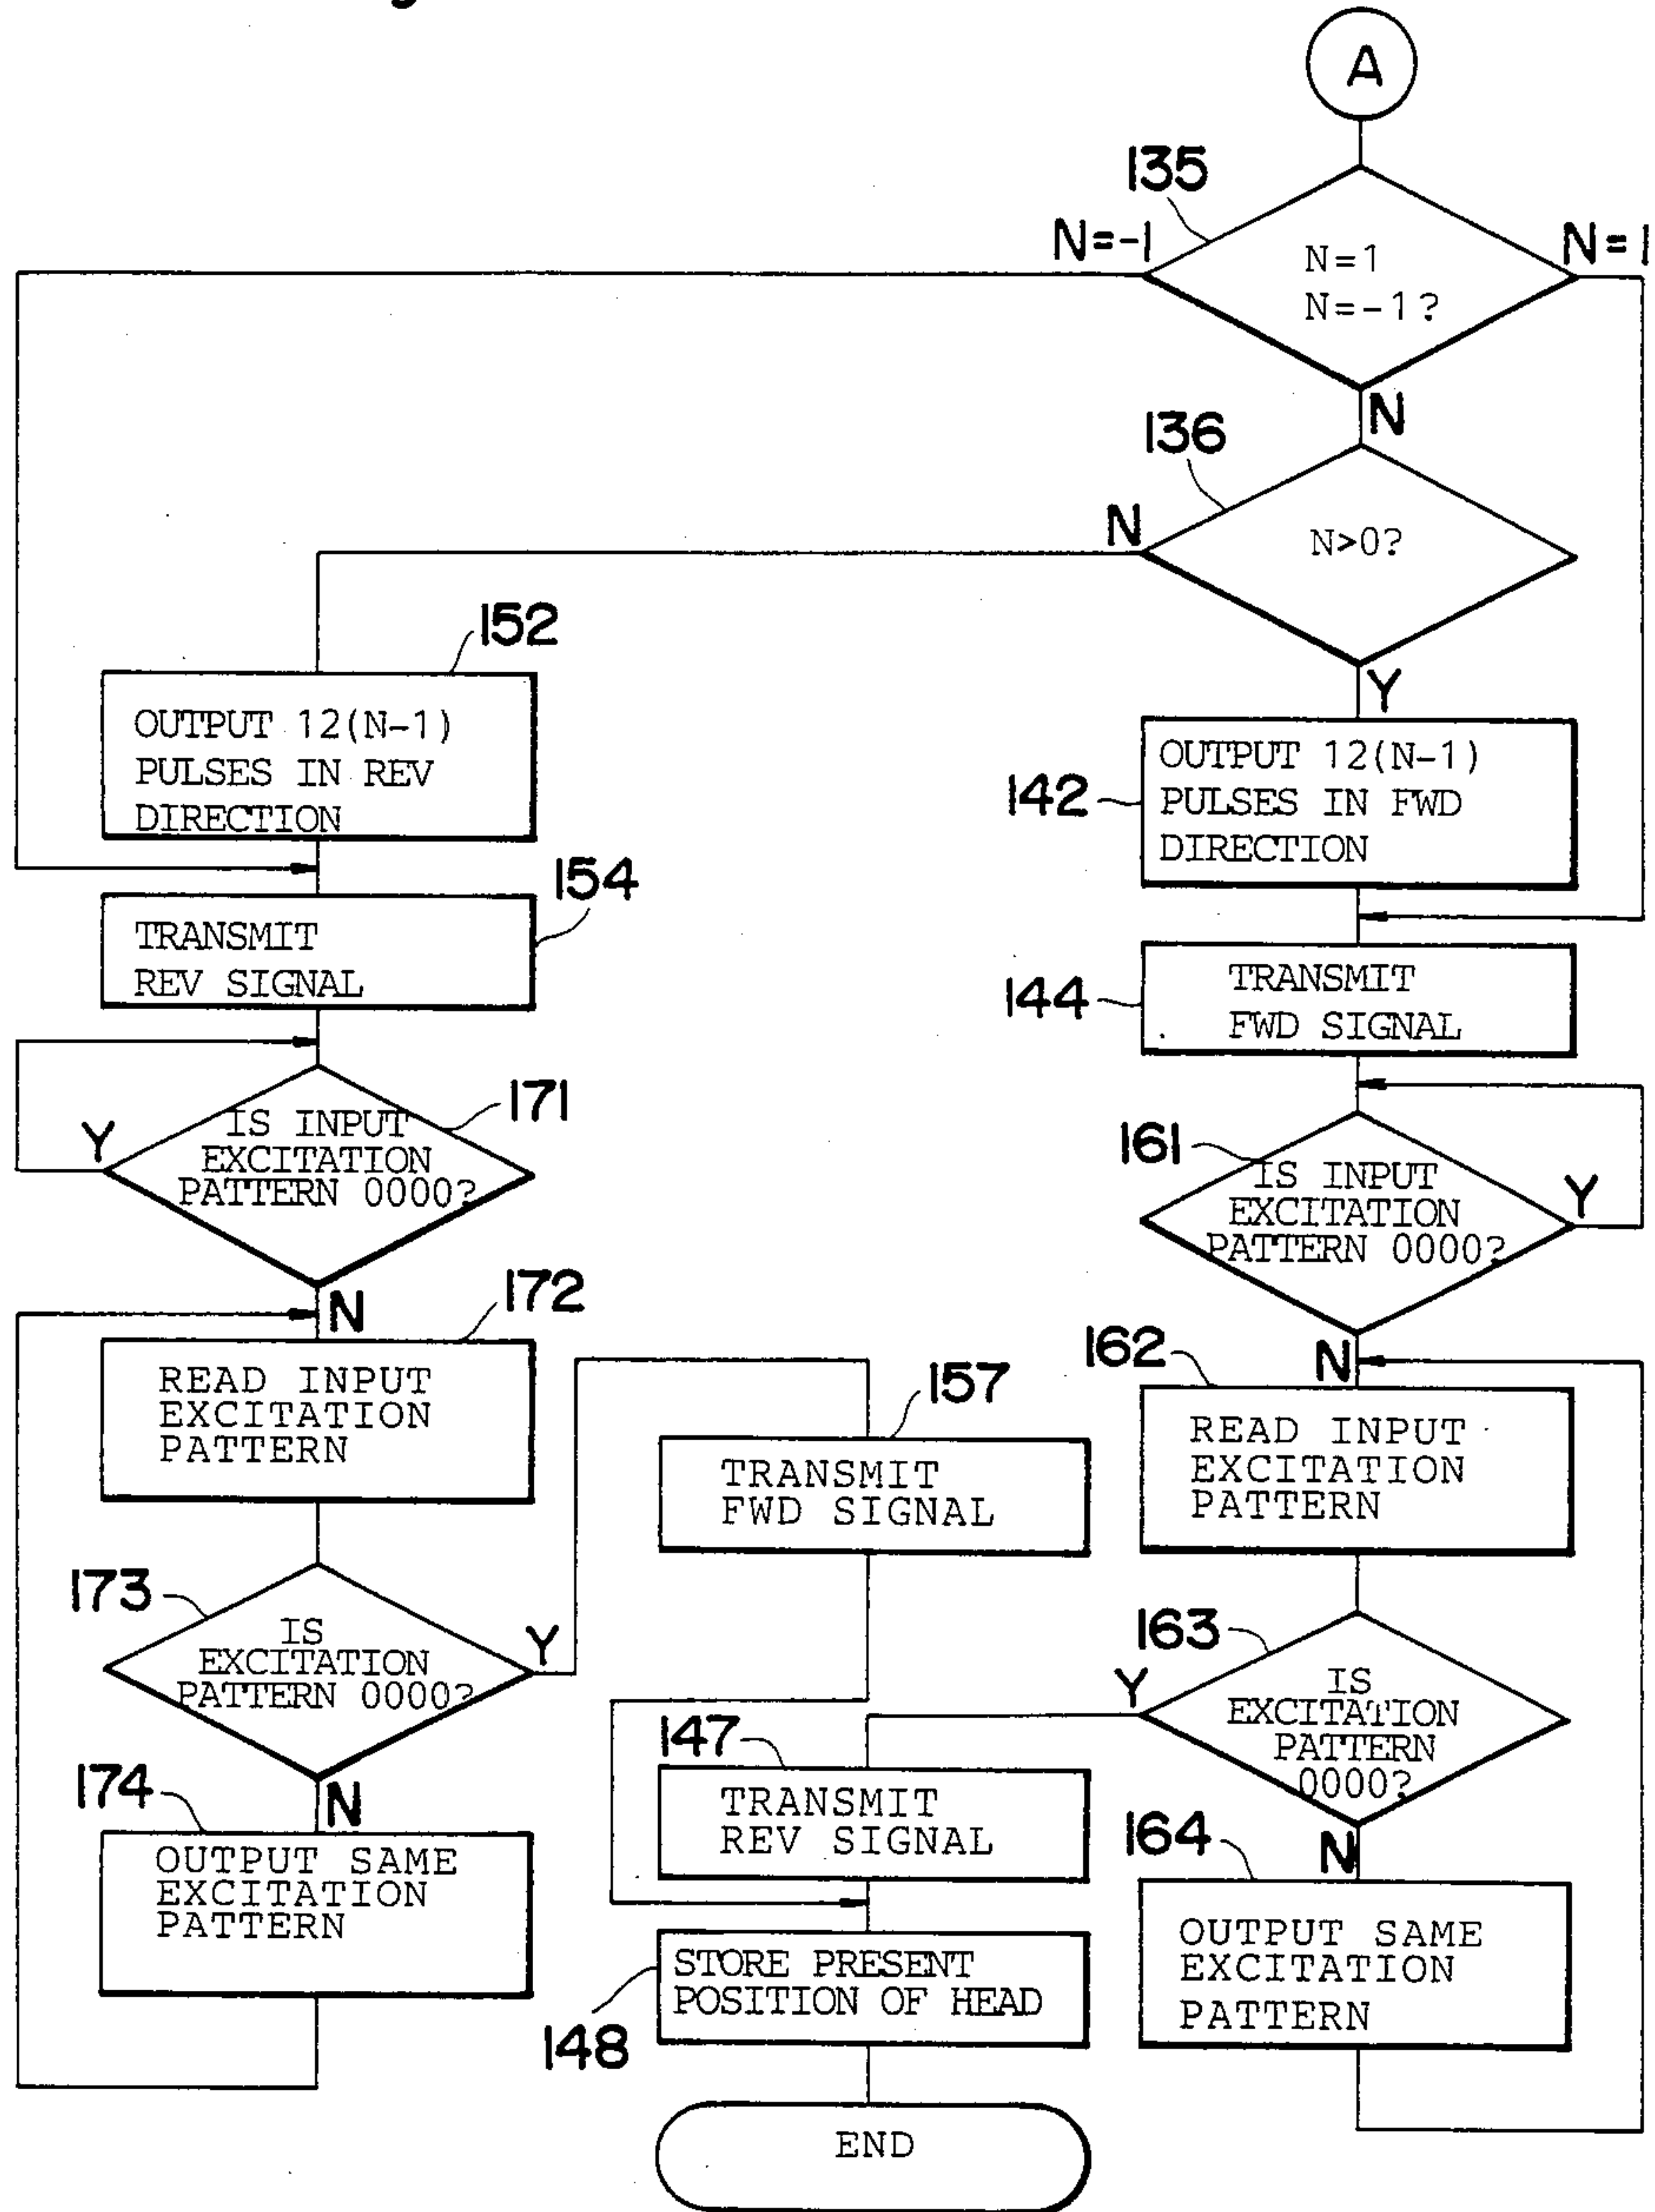 A
135
N=-1
N=1
N=1
N=-1?
N
136
N
N>0?
Y
152
OUTPUT 12(N-1)
PULSES IN REV
DIRECTION
142
OUTPUT 12(N-1)
PULSES IN FWD
DIRECTION
154
TRANSMIT
REV SIGNAL
144
TRANSMIT
FWD SIGNAL
171
Y
IS INPUT
EXCITATION
PATTERN 0000?
N
161
IS INPUT
EXCITATION
PATTERN 0000?
Y
N
172
READ INPUT
EXCITATION
PATTERN
157
TRANSMIT
FWD SIGNAL
162
READ INPUT
EXCITATION
PATTERN
173
IS
EXCITATION
PATTERN 0000?
Y
N
163
Y
IS
EXCITATION
PATTERN
0000?
N
147
TRANSMIT
REV SIGNAL
174
OUTPUT SAME
EXCITATION
PATTERN
164
OUTPUT SAME
EXCITATION
PATTERN
148
STORE PRESENT
POSITION OF HEAD
END